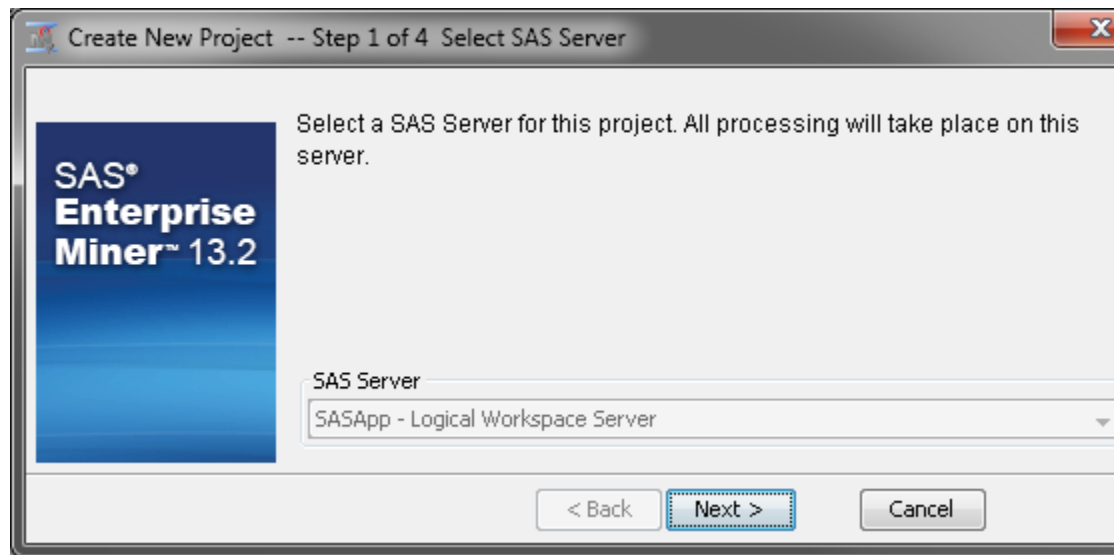 Create New Project -- Step 1 of 4 Select SAS Server
X
Select a SAS Server for this project. All processing will take place on this
server.
SAS®
Enterprise
Miner™ 13.2
SAS Server
SASApp - Logical Workspace Server
< Back
Next >
Cancel